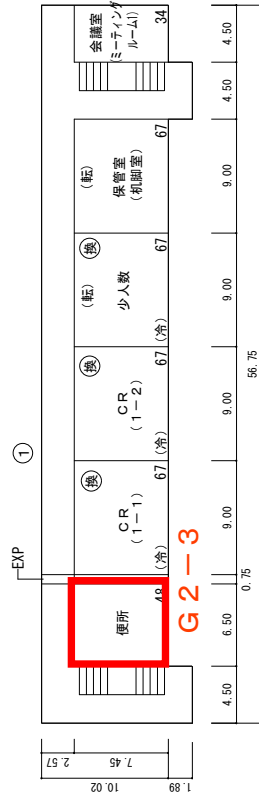 ①
EXP
会議室
(ミーティング
ルーム1)
34
(転)
保管室
(机脚室)
67
換
(転)
少人数
67
(冷)
換
CR
(1-2)
67
(冷)
換
CR
(1-1)
67
(冷)
便所
48
G2-3
4.50
6.50
0.75
9.00
9.00
9.00
9.00
4.50
4.50
56.75
2.57
7.45
10.02
1.89